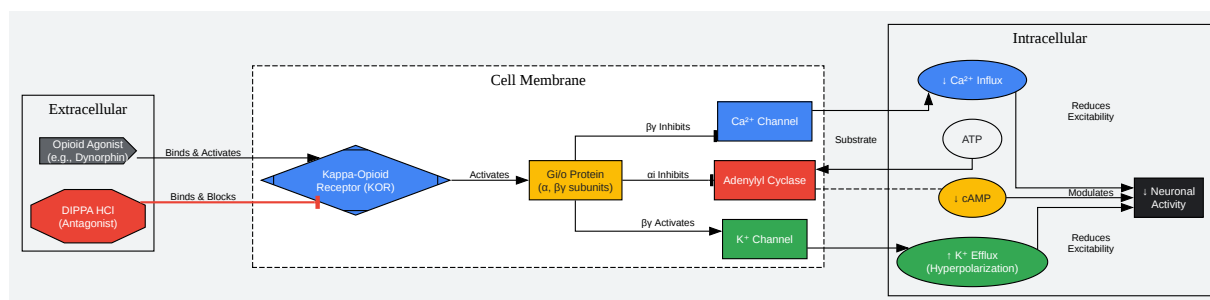 Intracellular
Cell Membrane
Extracellular
Opioid Agonist
(e.g., Dynorphin)
Binds & Activates
DIPPA HCl
(Antagonist)
Binds & Blocks
Kappa-Opioid
Receptor (KOR)
Activates
Gi/o Protein
(α, βγ subunits)
βγ Inhibits
αi Inhibits
βγ Activates
Ca²⁺ Channel
Adenylyl Cyclase
K⁺ Channel
Substrate
↓ Ca²⁺ Influx
ATP
↓ cAMP
↑ K⁺ Efflux
(Hyperpolarization)
Reduces
Excitability
Modulates
Reduces
Excitability
↓ Neuronal
Activity